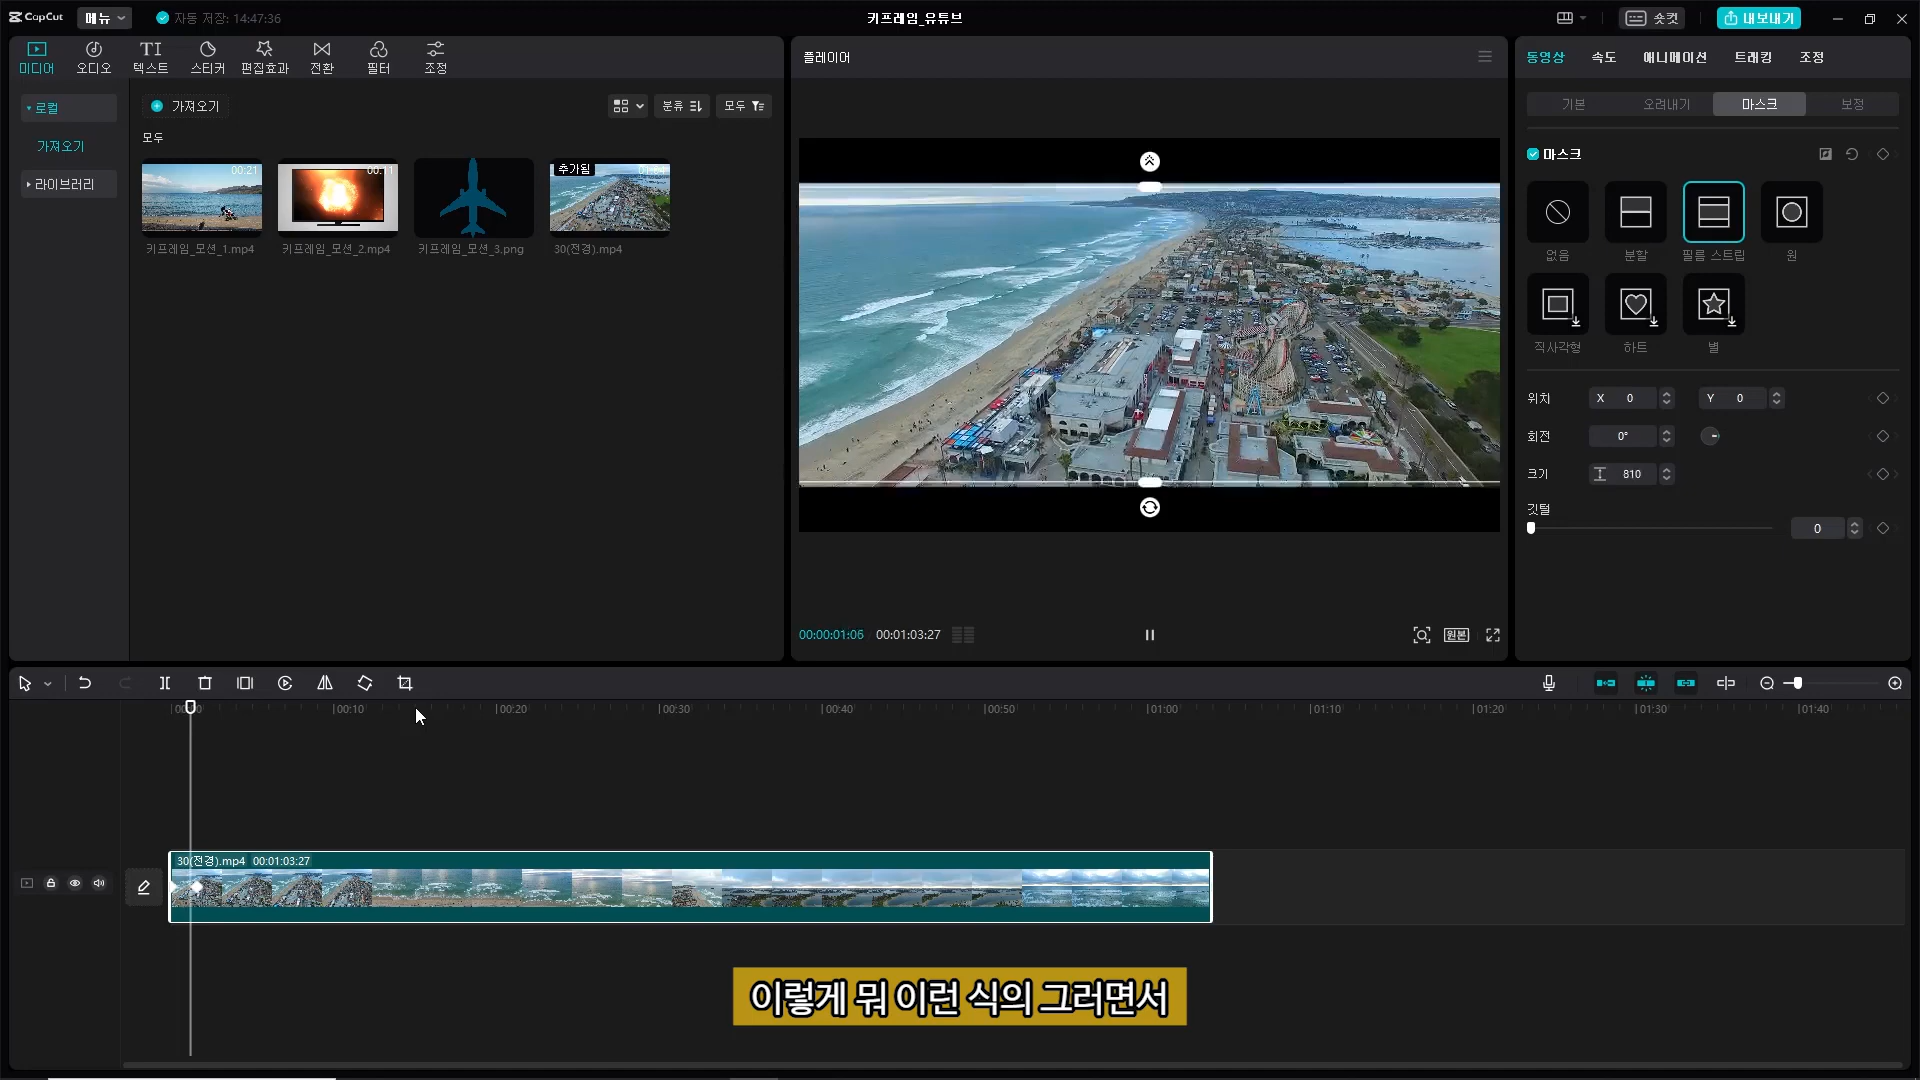 CapCut
메뉴
자동 저장: 14:47:36
키프레임_유튜브
숏컷
내보내기
미디어
오디오
텍스트
스티커
편집효과
전환
필터
조정
로컬
가져오기
라이브러리
가져오기
분류
모두
모두
00:21
00:11
추가됨
키프레임_모션_1.mp4
키프레임_모션_2.mp4
키프레임_모션_3.png
30(전경).mp4
플레이어
00:00:01:06
00:01:03:27
원본
동영상
속도
애니메이션
트래킹
조정
기본
오려내기
마스크
보정
마스크
없음
분할
필름 스트립
원
직사각형
하트
별
위치
X 0
Y 0
회전
0°
크기
810
깃털
0
00:10
00:20
00:30
00:40
00:50
01:00
01:10
01:20
01:30
01:40
30(전경).mp4 00:01:03:27
이렇게 뭐 이런 식의 그러면서